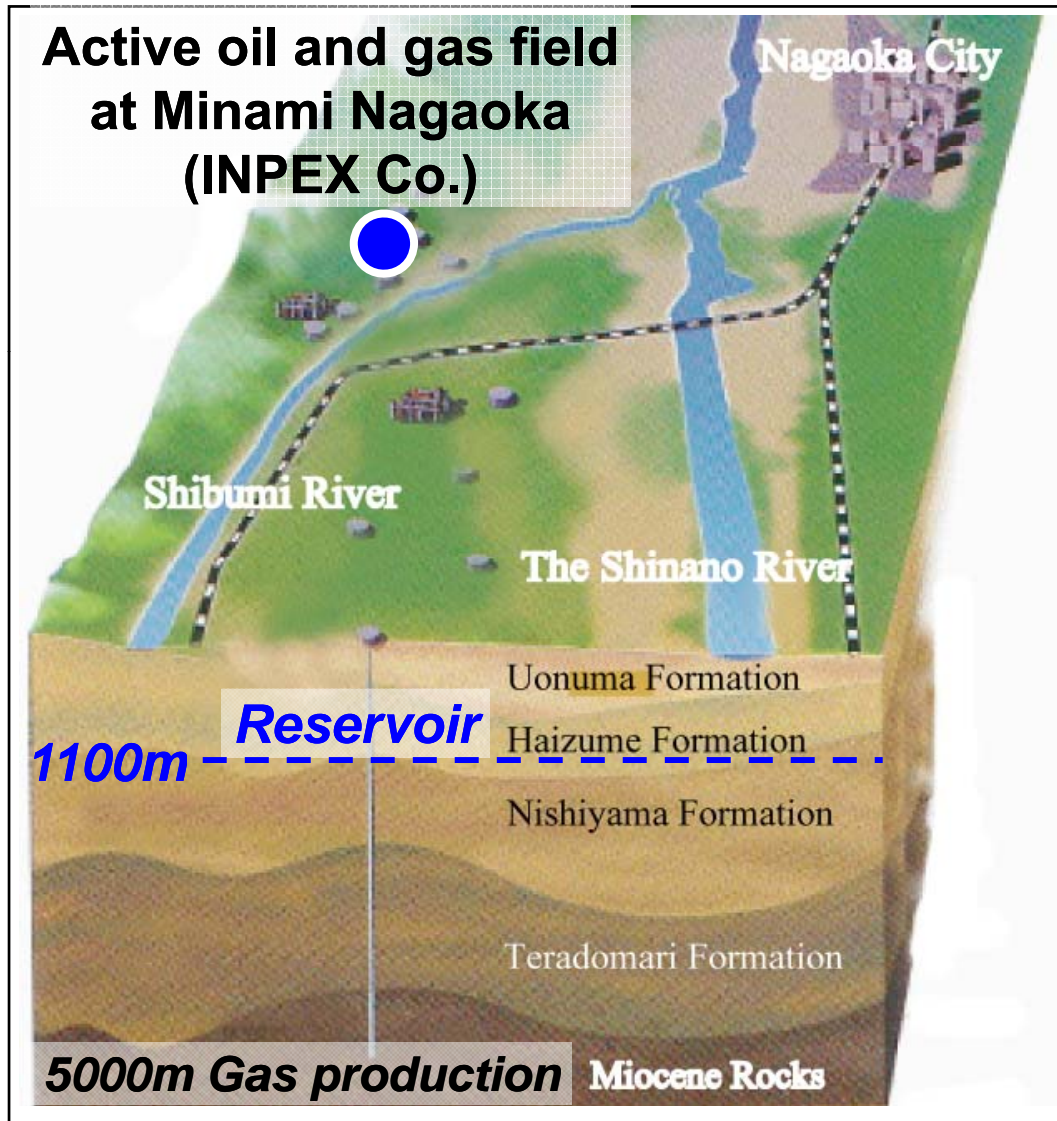 Active oil and gas field
at Minami Nagaoka
(INPEX Co.)
Nagaoka City
Shibumi River
The Shinano River
Uonuma Formation
Reservoir
Haizume Formation
1100m
Nishiyama Formation
Teradomari Formation
5000m Gas production
Miocene Rocks